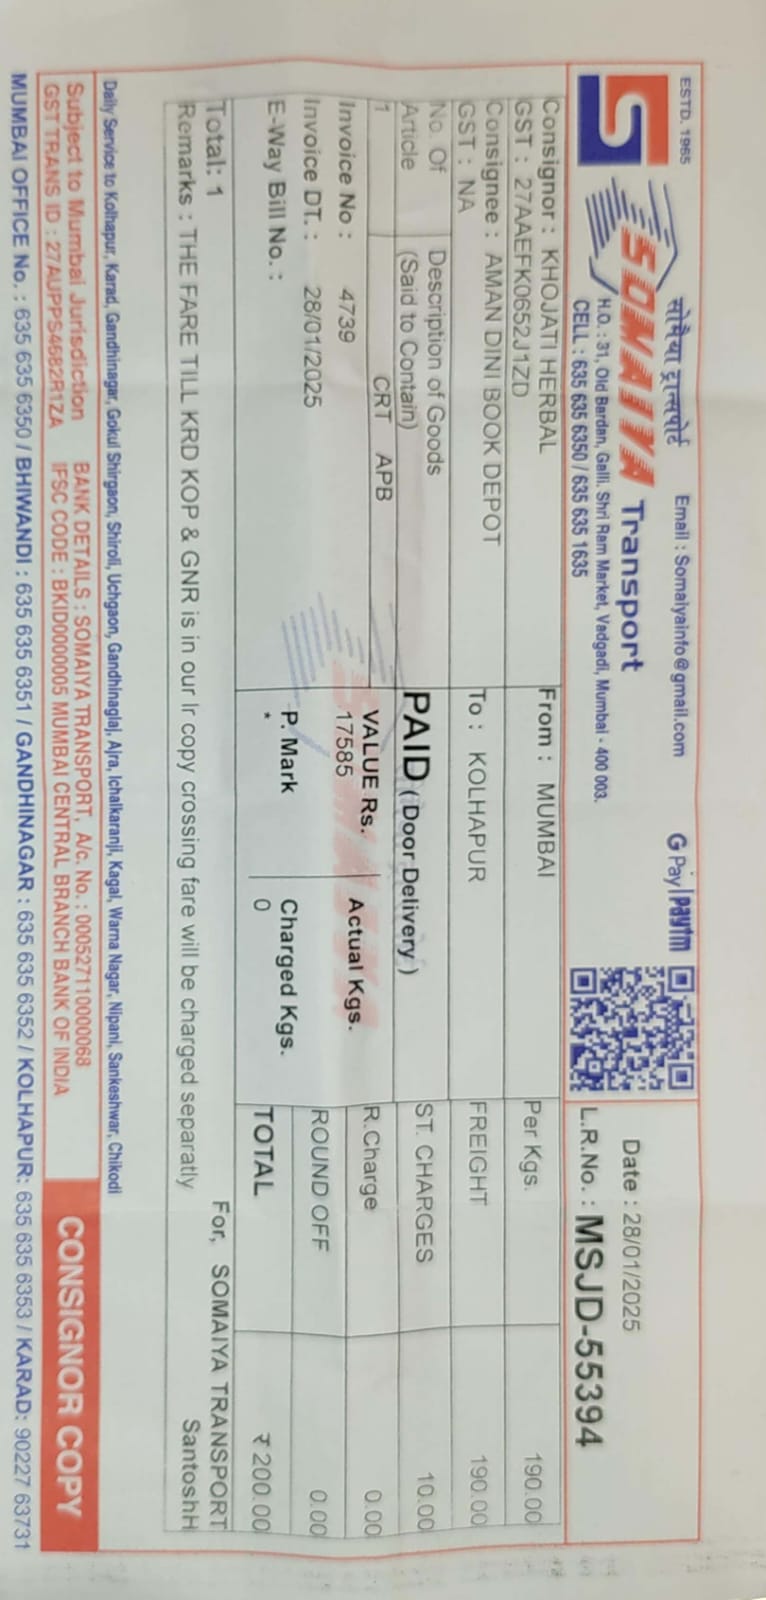 ESTD. 1965
सोमैया ट्रान्सपोर्ट
Email : Somaiyainfo@gmail.com
G Pay | paytm
SOMAIYA Transport
H.O.: 31, Old Bardan, Galli. Shri Ram Market, Vadgadi, Mumbai - 400 003.
CELL : 635 635 6350 / 635 635 1635
Date : 28/01/2025
L.R.No. : MSJD-55394
Consignor : KHOJATI HERBAL
GST : 27AAEFK0652J1ZD
From : MUMBAI
Per Kgs. 190.00
Consignee : AMAN DINI BOOK DEPOT
GST : NA
To : KOLHAPUR
FREIGHT 190.00
No. Of Article
Description of Goods (Said to Contain)
PAID ( Door Delivery )
ST. CHARGES 10.00
1 CRT APB
VALUE Rs. 17585
Actual Kgs.
R.Charge 0.00
Invoice No : 4739
Invoice DT. : 28/01/2025
ROUND OFF 0.00
E-Way Bill No. :
P. Mark *
Charged Kgs. 0
TOTAL ₹ 200.00
Total: 1
For, SOMAIYA TRANSPORT
Remarks : THE FARE TILL KRD KOP & GNR is in our lr copy crossing fare will be charged separatly
SantoshH
Daily Service to Kolhapur, Karad, Gandhinagar, Gokul Shirgaon, Shiroli, Uchgaon, Gandhinaglaj, Ajra, Ichalkaranji, Kagal, Warna Nagar, Nipani, Sankeshwar, Chikodi
Subject to Mumbai Jurisdiction
BANK DETAILS : SOMAIYA TRANSPORT, A/c. No. : 000527110000068
GST TRANS ID : 27AUPPS4682R1ZA
IFSC CODE : BKID0000005 MUMBAI CENTRAL BRANCH BANK OF INDIA
CONSIGNOR COPY
MUMBAI OFFICE No. : 635 635 6350 / BHIWANDI : 635 635 6351 / GANDHINAGAR : 635 635 6352 / KOLHAPUR: 635 635 6353 / KARAD: 90227 63731